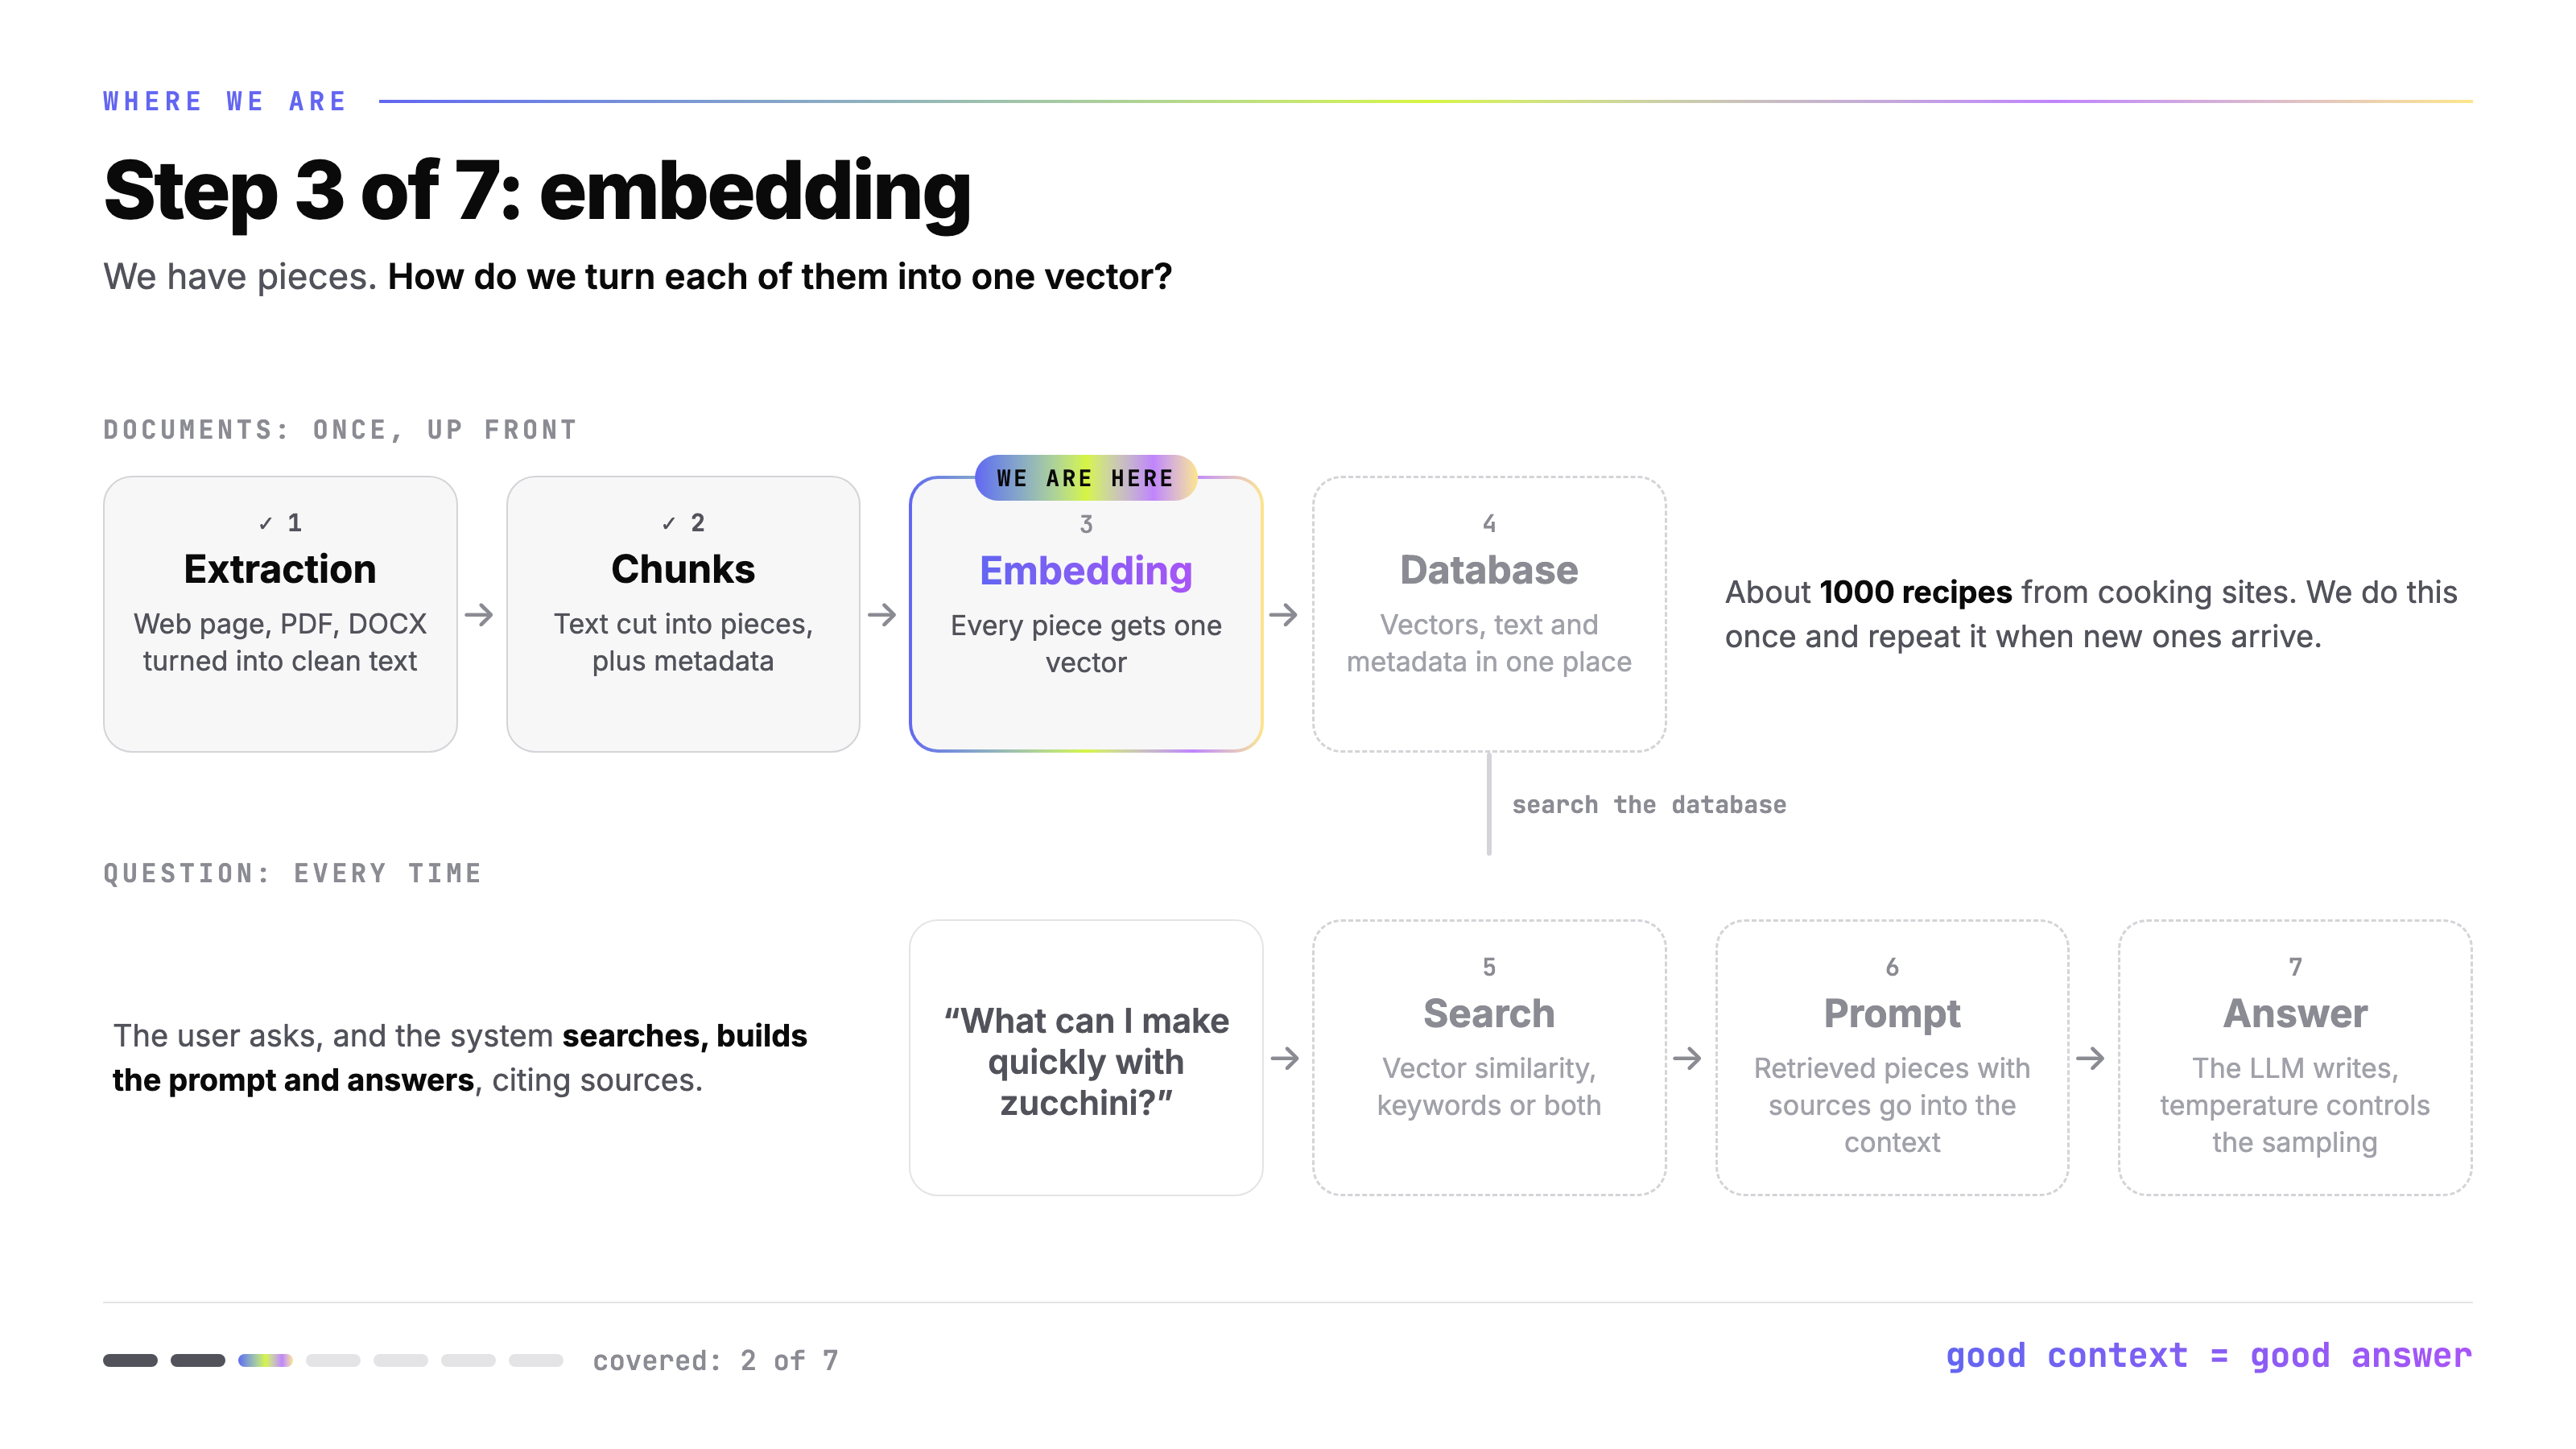 WHERE WE ARE
Step 3 of 7: embedding
We have pieces. How do we turn each of them into one vector?
DOCUMENTS: ONCE, UP FRONT
✓ 1
Extraction
Web page, PDF, DOCX
turned into clean text
→
✓ 2
Chunks
Text cut into pieces,
plus metadata
→
WE ARE HERE
3
Embedding
Every piece gets one
vector
→
4
Database
Vectors, text and
metadata in one place
About 1000 recipes from cooking sites. We do this
once and repeat it when new ones arrive.
search the database
QUESTION: EVERY TIME
The user asks, and the system searches, builds
the prompt and answers, citing sources.
“What can I make
quickly with
zucchini?”
→
5
Search
Vector similarity,
keywords or both
→
6
Prompt
Retrieved pieces with
sources go into the
context
→
7
Answer
The LLM writes,
temperature controls
the sampling
covered: 2 of 7
good context = good answer